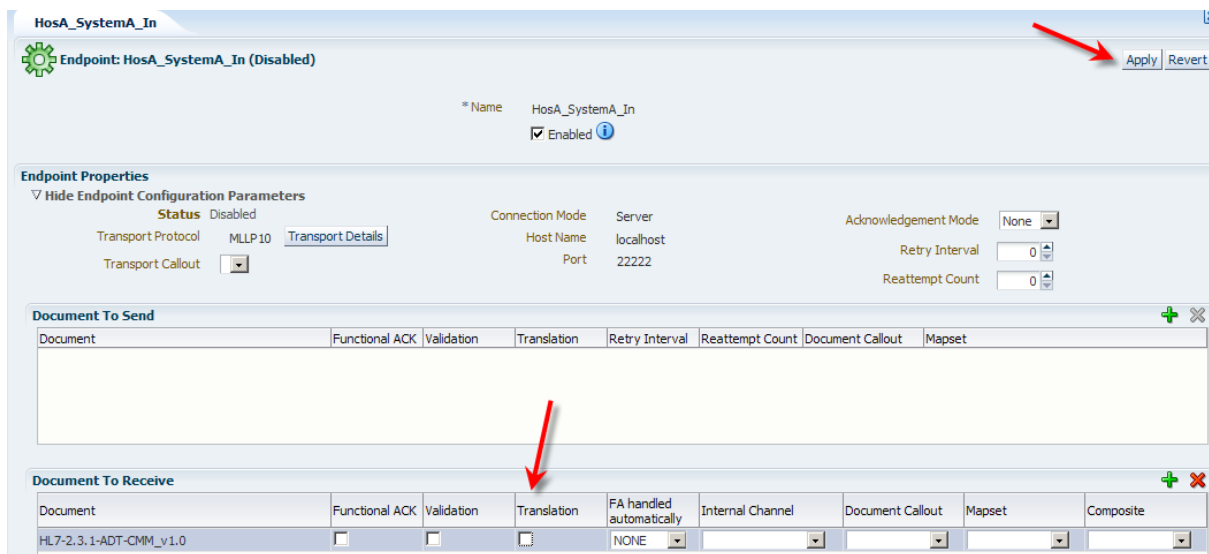 HosA_SystemA_In
Endpoint: HosA_SystemA_In (Disabled)
Apply Revert
* Name HosA_SystemA_In
Enabled
Endpoint Properties
Hide Endpoint Configuration Parameters
Status Disabled
Connection Mode Server
Acknowledgement Mode None
Transport Protocol MLLP10 Transport Details
Host Name localhost
Retry Interval 0
Transport Callout
Port 22222
Reattempt Count 0
Document To Send
Document Functional ACK Validation Translation Retry Interval Reattempt Count Document Callout Mapset
Document To Receive
Document Functional ACK Validation Translation FA handled automatically Internal Channel Document Callout Mapset Composite
HL7-2.3.1-ADT-CMM_v1.0 NONE